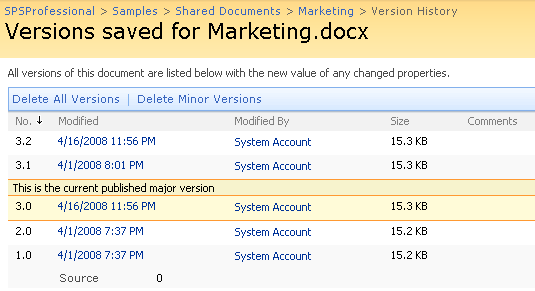 SPSProfessional > Samples > Shared Documents > Marketing > Version History
Versions saved for Marketing.docx
All versions of this document are listed below with the new value of any changed properties.
Delete All Versions | Delete Minor Versions
No. ↓ Modified Modified By Size Comments
3.2 4/16/2008 11:56 PM System Account 15.3 KB
3.1 4/1/2008 8:01 PM System Account 15.3 KB
This is the current published major version
3.0 4/16/2008 11:56 PM System Account 15.3 KB
2.0 4/1/2008 7:37 PM System Account 15.2 KB
1.0 4/1/2008 7:37 PM System Account 15.2 KB
Source 0